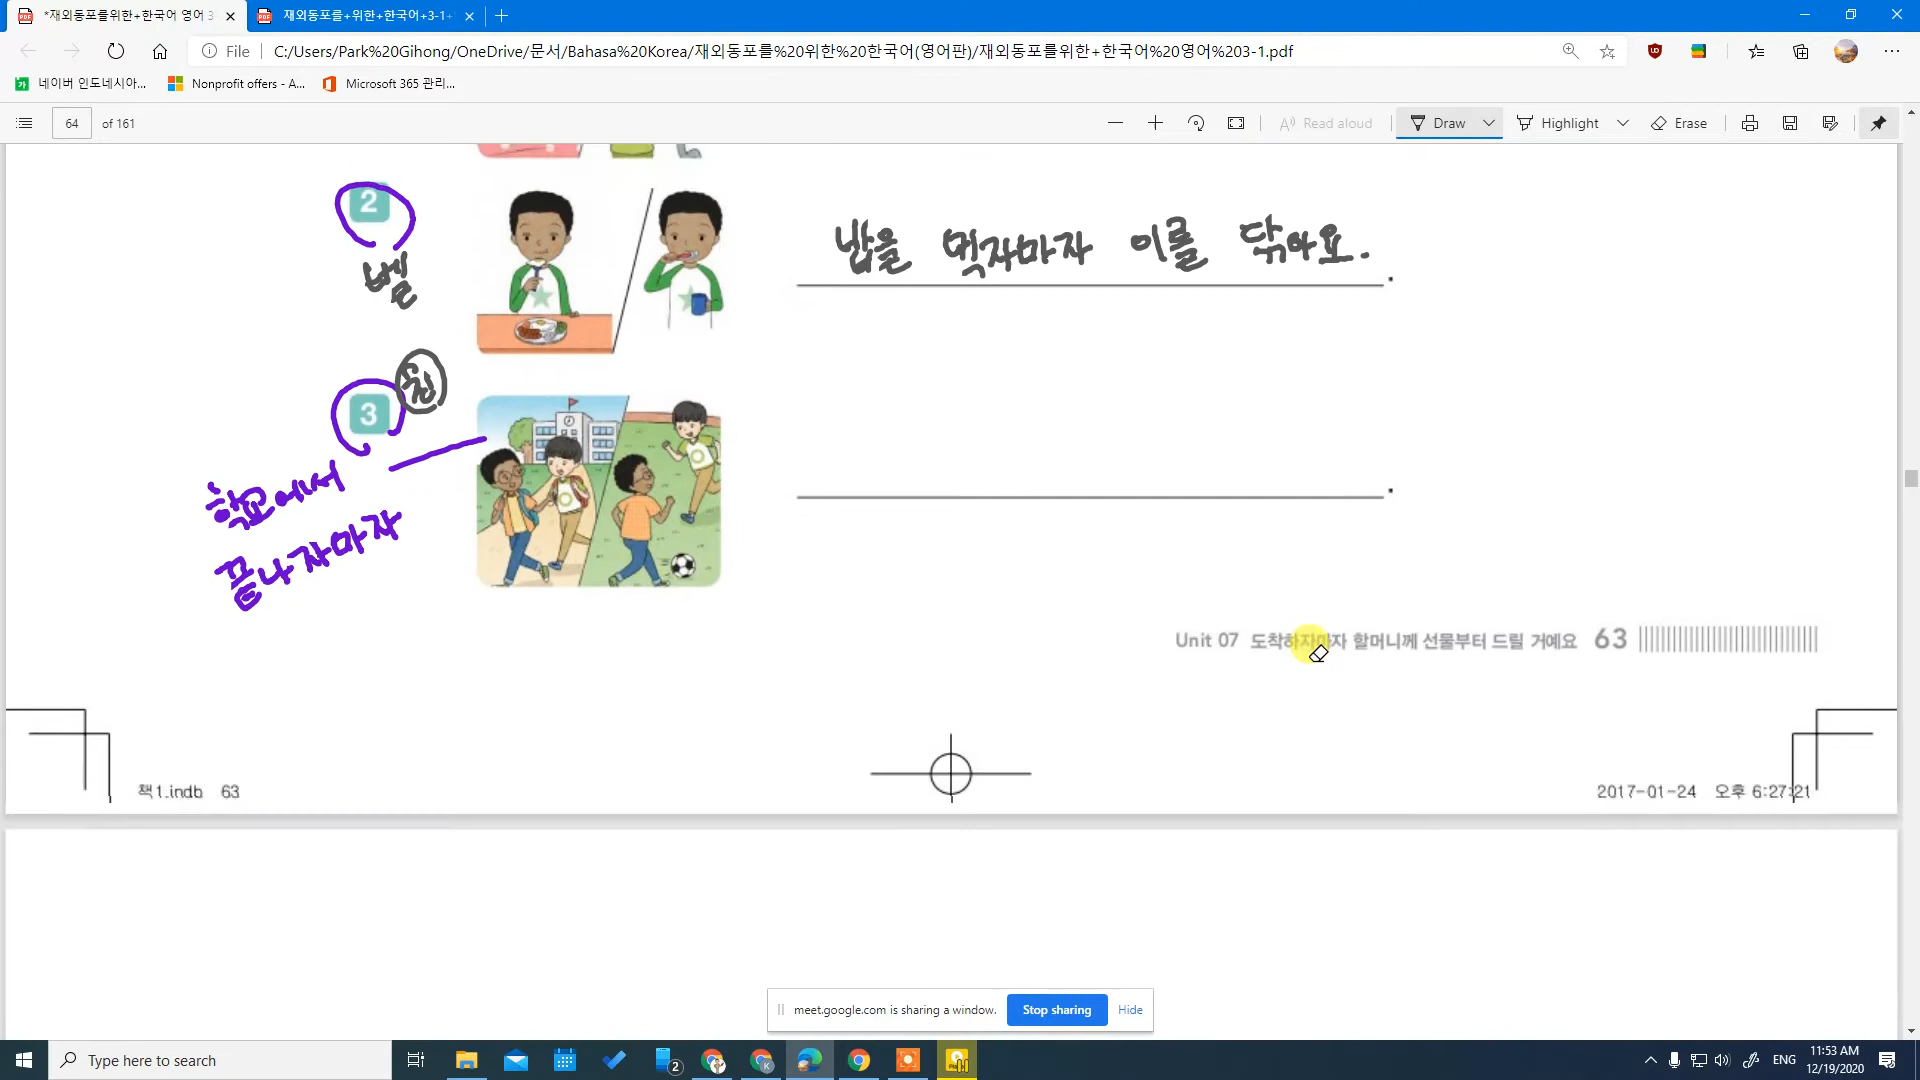 *재외동포를위한+한국어 영어 3
재외동포를+위한+한국어+3-1+
File
C:/Users/Park%20Gihong/OneDrive/문서/Bahasa%20Korea/재외동포를%20위한%20한국어(영어판)/재외동포를위한+한국어%20영어%203-1.pdf
네이버 인도네시아...
Nonprofit offers - A...
Microsoft 365 관리...
64 of 161
Read aloud
Draw
Highlight
Erase
2
벨
밥을 먹자마자 이를 닦아요.
3
학교에서
끝나자마자
Unit 07 도착하자마자 할머니께 선물부터 드릴 거예요 63
책1.indb 63
2017-01-24 오후 6:27:21
meet.google.com is sharing a window.
Stop sharing
Hide
Type here to search
2
ENG
11:53 AM
12/19/2020